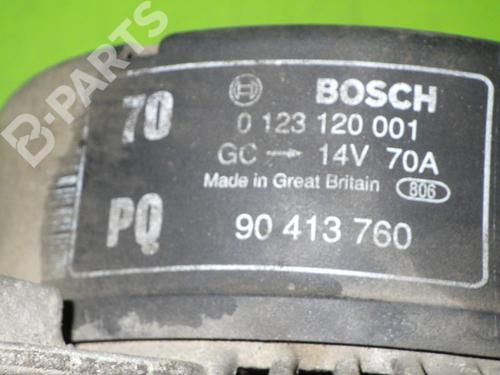 B-PARTS
70
BOSCH
0 123 120 001
GC → 14V 70A
Made in Great Britain 806
PQ
90 413 760